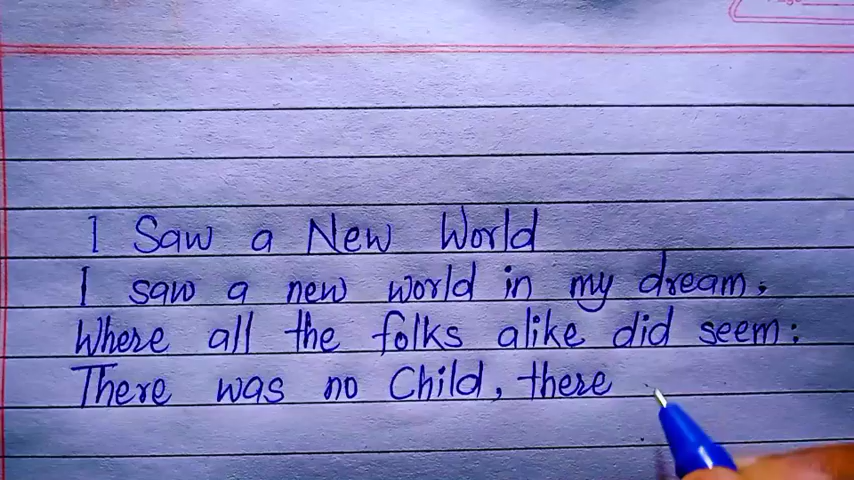 I Saw a New World
I saw a new world in my dream,
Where all the folks alike did seem:
There was no Child, there